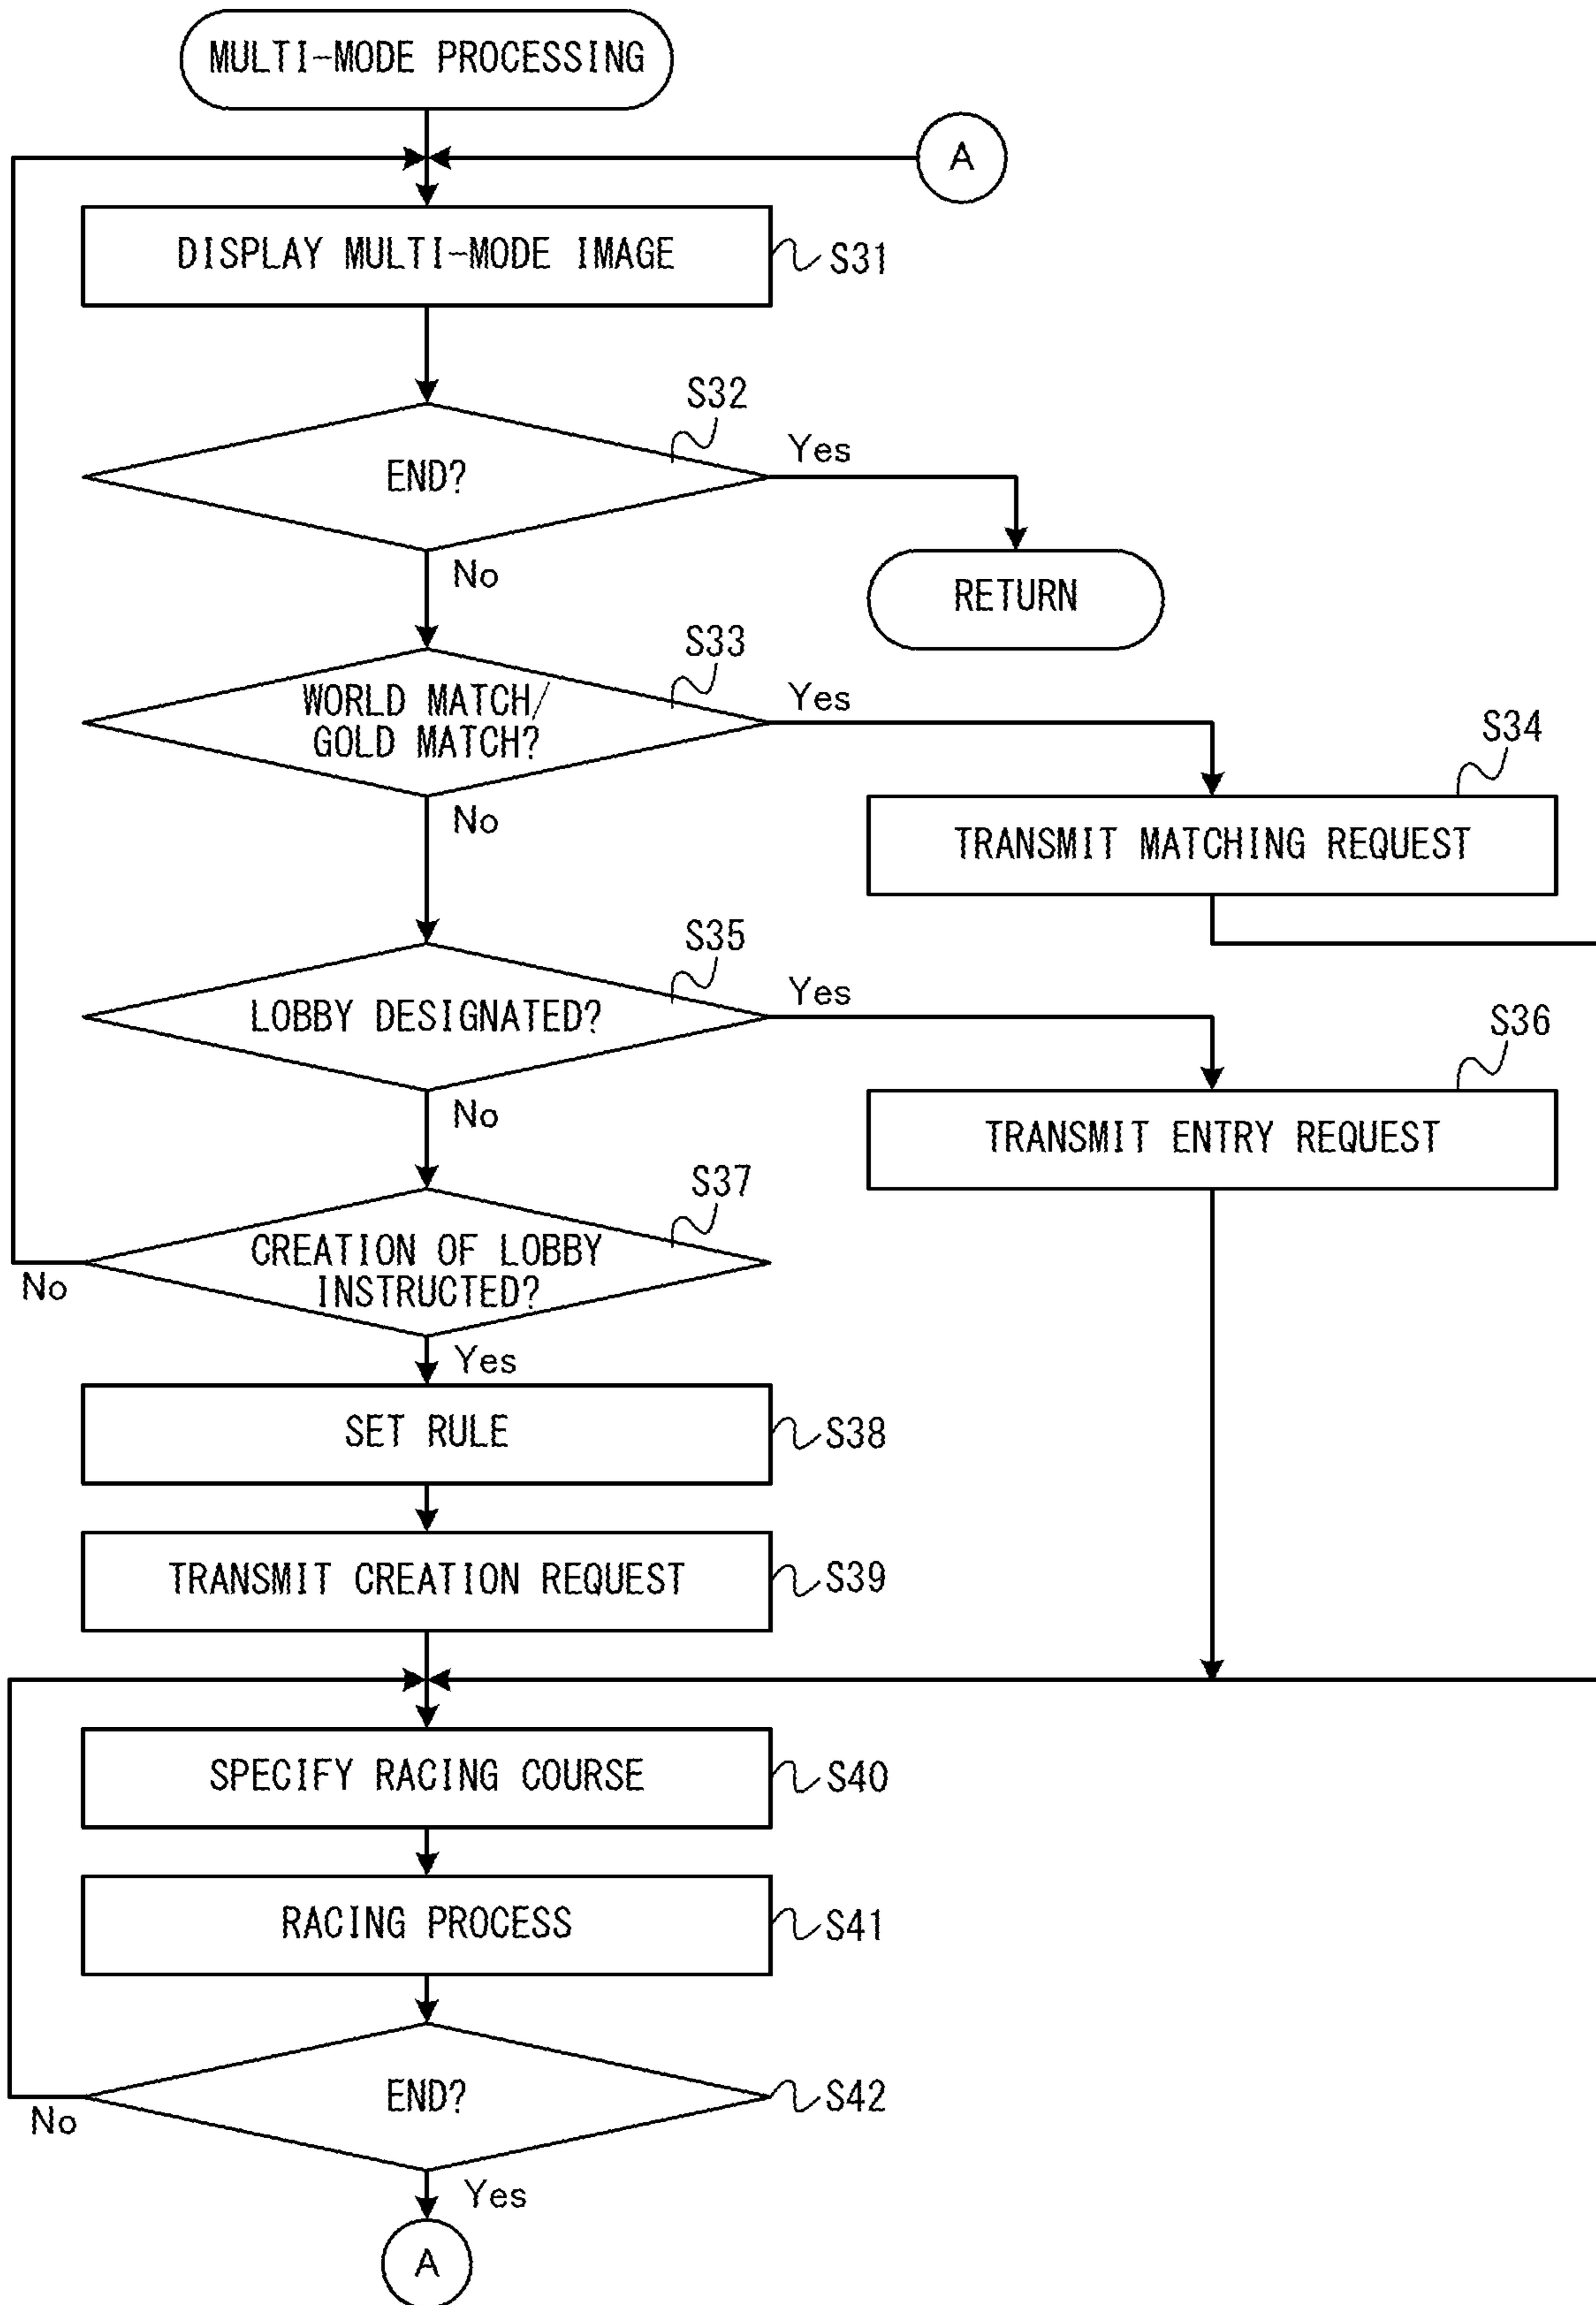 MULTI-MODE PROCESSING
A
DISPLAY MULTI-MODE IMAGE
S31
S32
END?
Yes
No
RETURN
S33
WORLD MATCH/
GOLD MATCH?
Yes
No
S34
TRANSMIT MATCHING REQUEST
S35
LOBBY DESIGNATED?
Yes
No
S36
TRANSMIT ENTRY REQUEST
S37
CREATION OF LOBBY
INSTRUCTED?
No
Yes
SET RULE
S38
TRANSMIT CREATION REQUEST
S39
SPECIFY RACING COURSE
S40
RACING PROCESS
S41
END?
S42
No
Yes
A